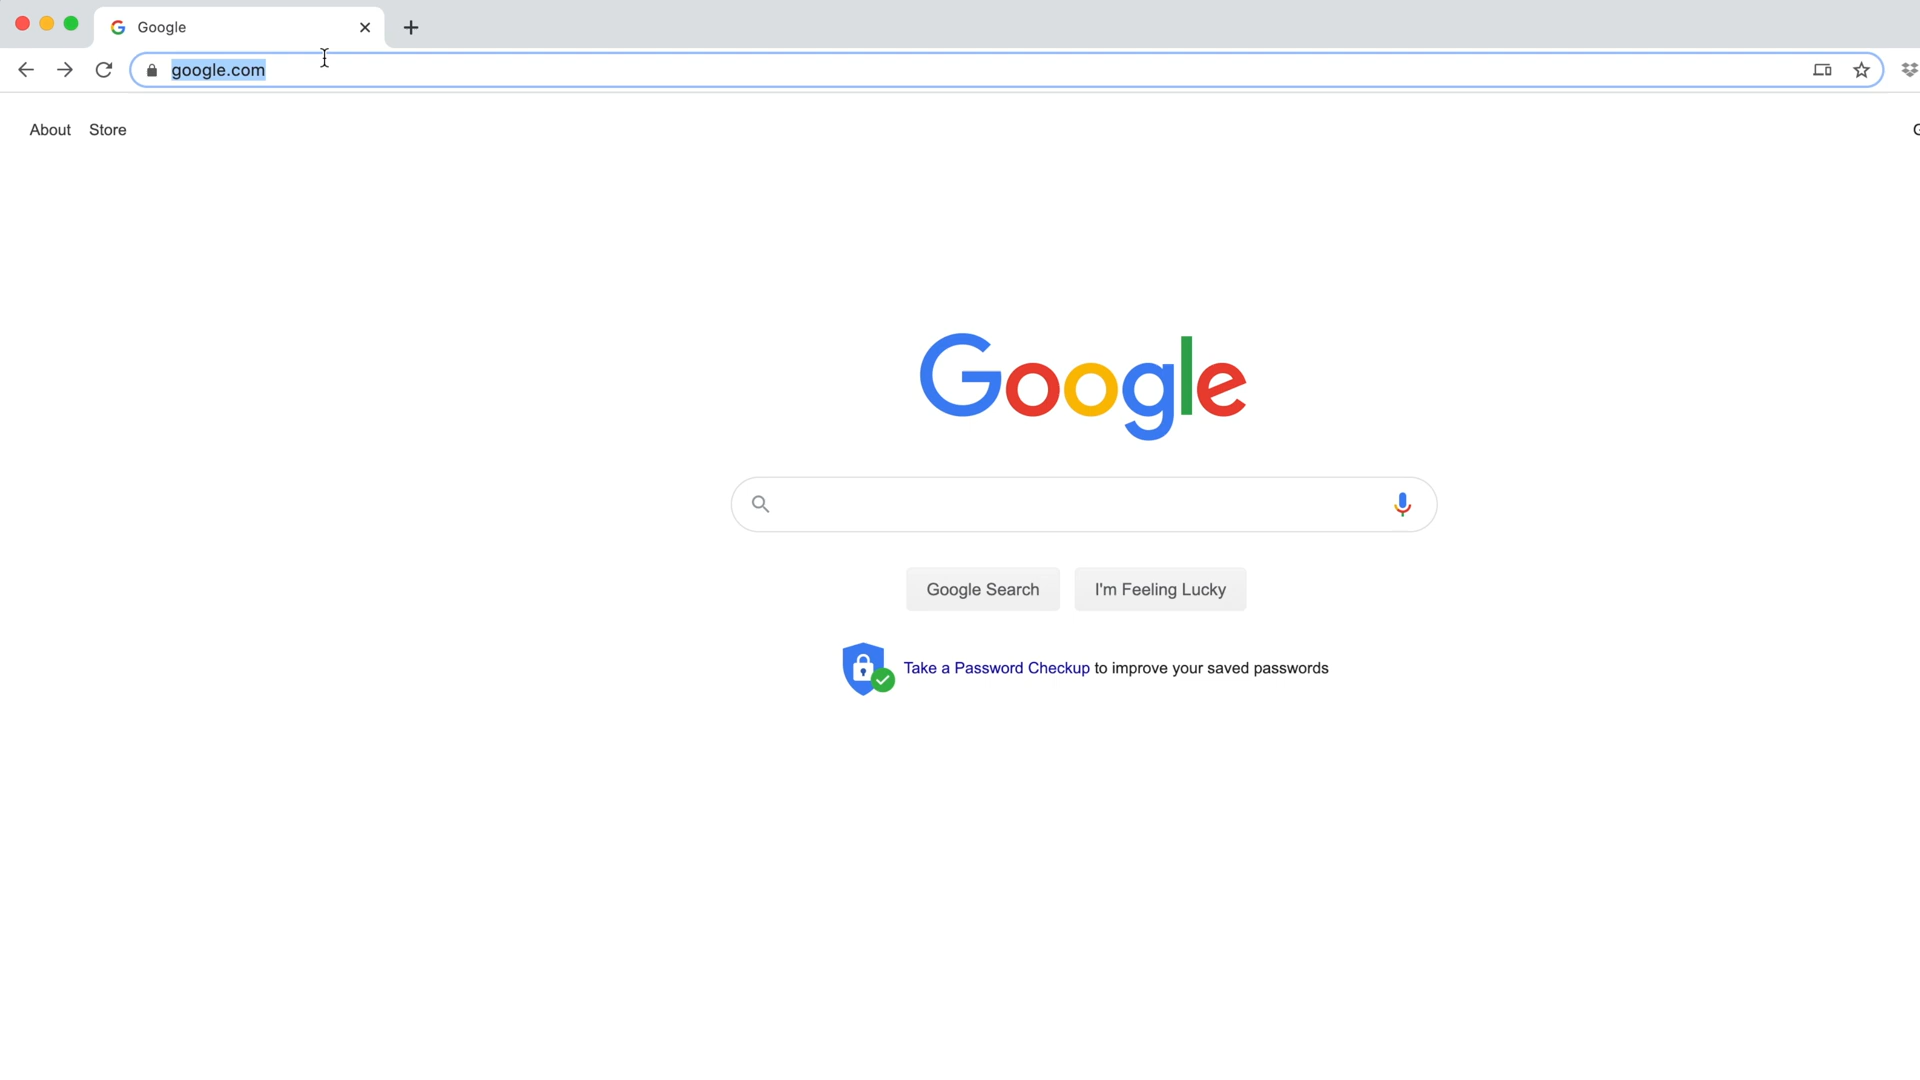 Google
google.com
About Store
G
Google
Google Search I'm Feeling Lucky
Take a Password Checkup to improve your saved passwords